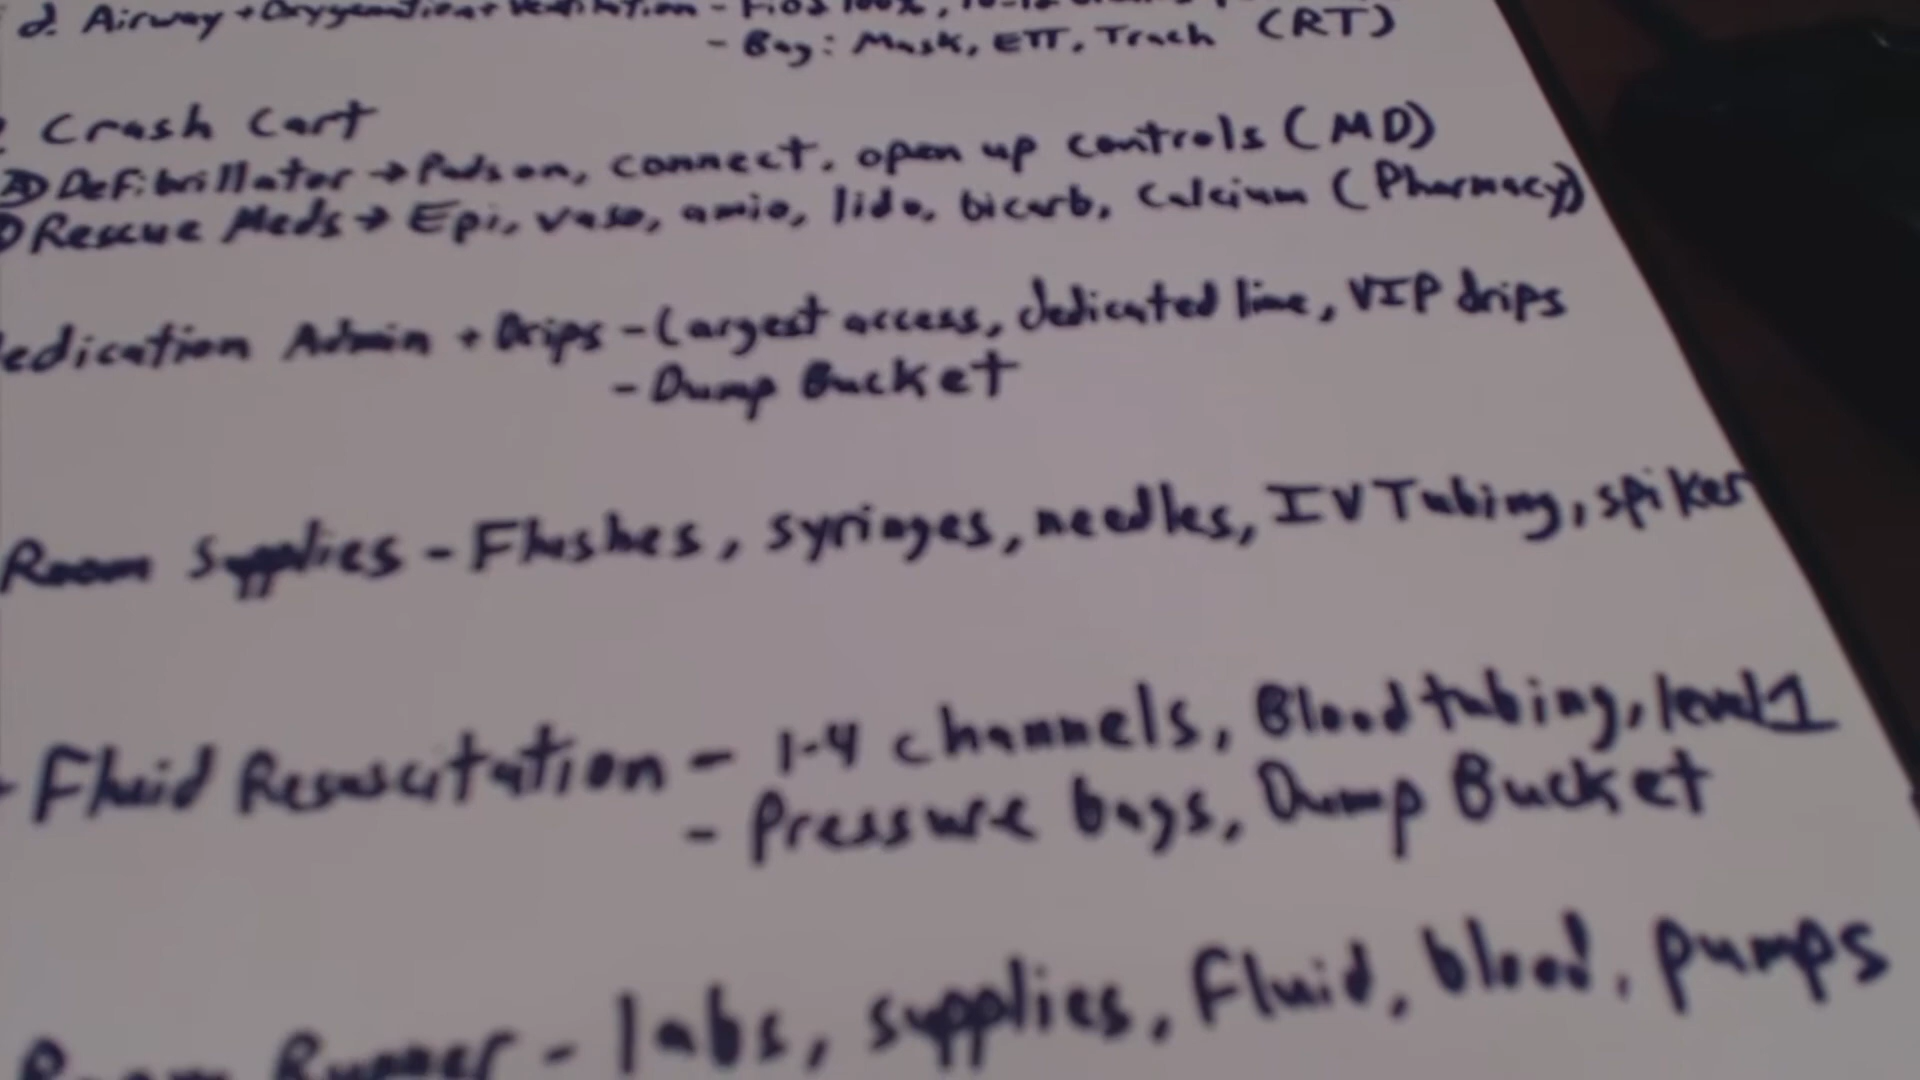 2. Airway + Oxygenation + Ventilation - FiO2 100%, 10-12
- Bag: Mask, ETT, Trach (RT)
Crash Cart
Defibrillator → Pads on, connect, open up controls (MD)
Rescue Meds → Epi, vaso, amio, lido, bicarb, Calcium (Pharmacy)
edication Admin + Drips - Largest access, dedicated line, VIP drips
- Dump Bucket
Room Supplies - Flushes, syringes, needles, IV Tubing, spikes
Fluid Resuscitation - 1-4 channels, Blood tubing, level 1
- Pressure bags, Dump Bucket
Room Runner - labs, supplies, Fluid, blood, pumps